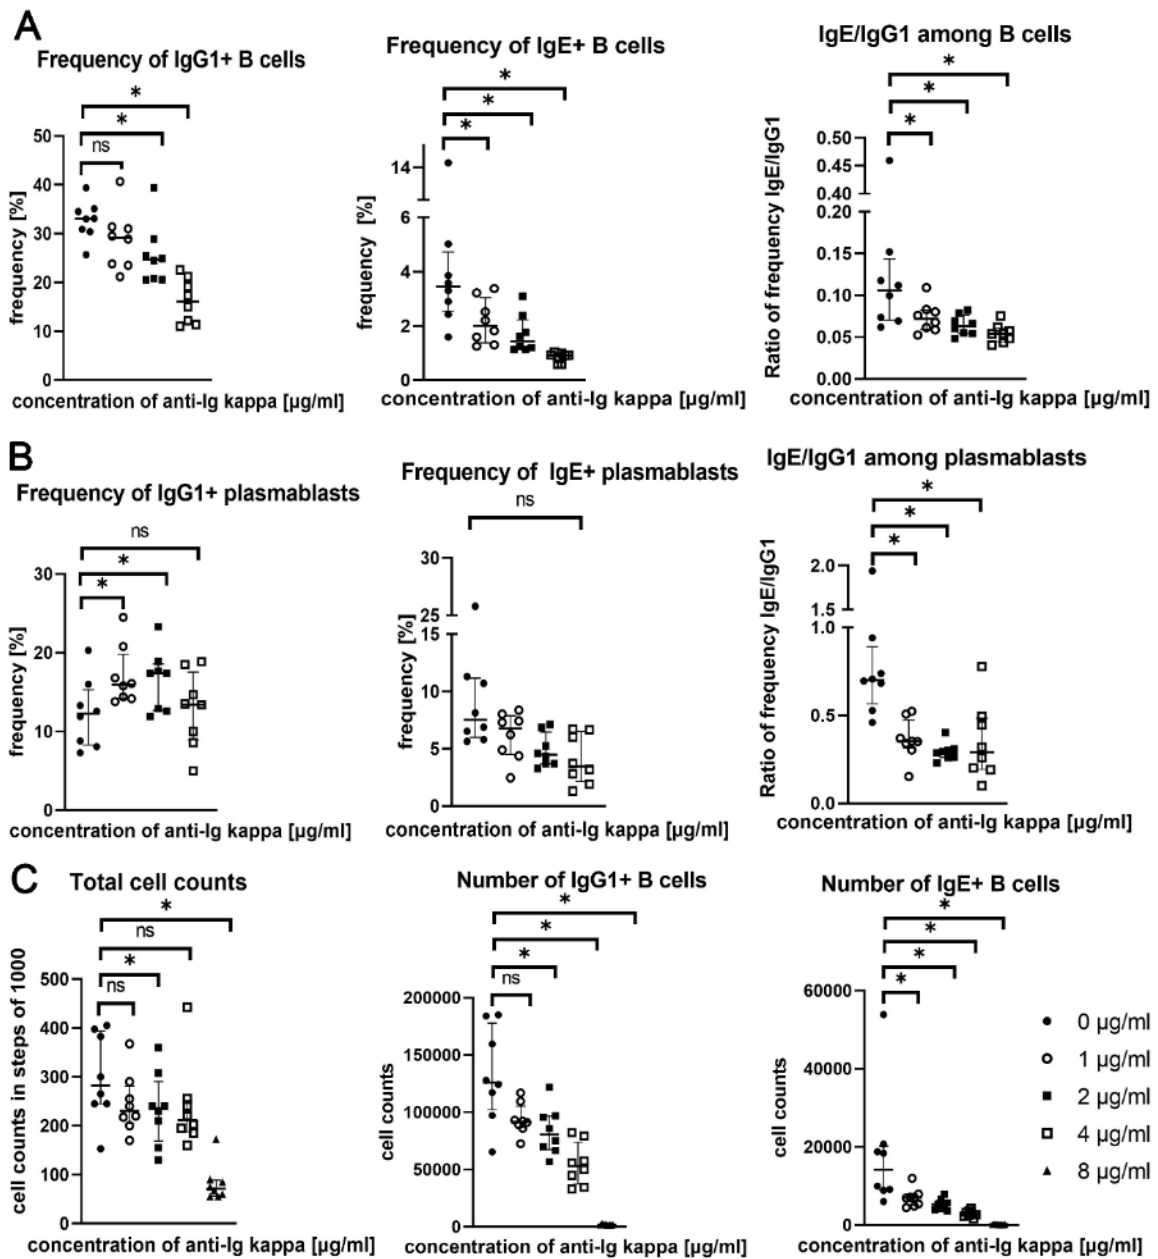 A
Frequency of IgG1+ B cells
*
*
ns
frequency [%]
50
40
30
20
10
0
concentration of anti-Ig kappa [µg/ml]
Frequency of IgE+ B cells
*
*
*
frequency [%]
14
6
4
2
0
concentration of anti-Ig kappa [µg/ml]
IgE/IgG1 among B cells
*
*
*
Ratio of frequency IgE/IgG1
0.50
0.45
0.40
0.20
0.15
0.10
0.05
0.00
concentration of anti-Ig kappa [µg/ml]
B
Frequency of IgG1+ plasmablasts
ns
*
*
frequency [%]
30
20
10
0
concentration of anti-Ig kappa [µg/ml]
Frequency of IgE+ plasmablasts
ns
frequency [%]
30
25
15
10
5
0
concentration of anti-Ig kappa [µg/ml]
IgE/IgG1 among plasmablasts
*
*
*
Ratio of frequency IgE/IgG1
2.0
1.5
1.0
0.5
0.0
concentration of anti-Ig kappa [µg/ml]
C
Total cell counts
*
ns
*
ns
cell counts in steps of 1000
500
400
300
200
100
0
concentration of anti-Ig kappa [µg/ml]
Number of IgG1+ B cells
*
*
*
ns
cell counts
200000
150000
100000
50000
0
concentration of anti-Ig kappa [µg/ml]
Number of IgE+ B cells
*
*
*
*
cell counts
60000
40000
20000
0
concentration of anti-Ig kappa [µg/ml]
0 µg/ml
1 µg/ml
2 µg/ml
4 µg/ml
8 µg/ml